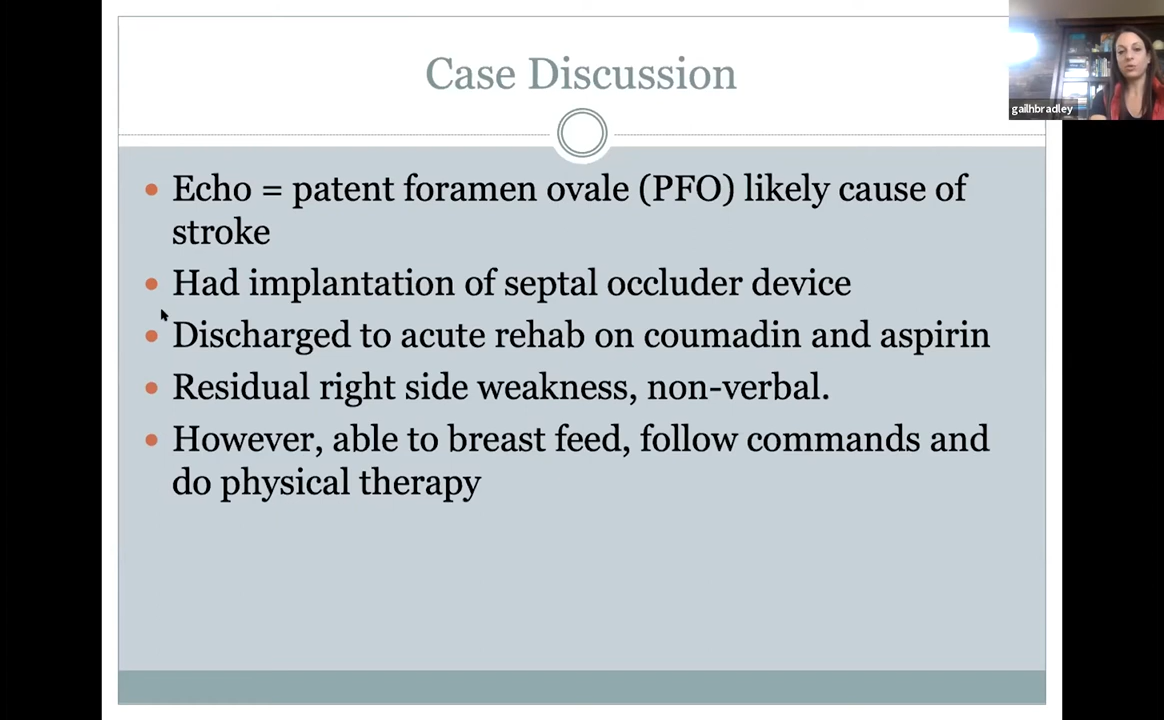 Case Discussion
gailhbradley
• Echo = patent foramen ovale (PFO) likely cause of
stroke
• Had implantation of septal occluder device
• Discharged to acute rehab on coumadin and aspirin
• Residual right side weakness, non-verbal.
• However, able to breast feed, follow commands and
do physical therapy